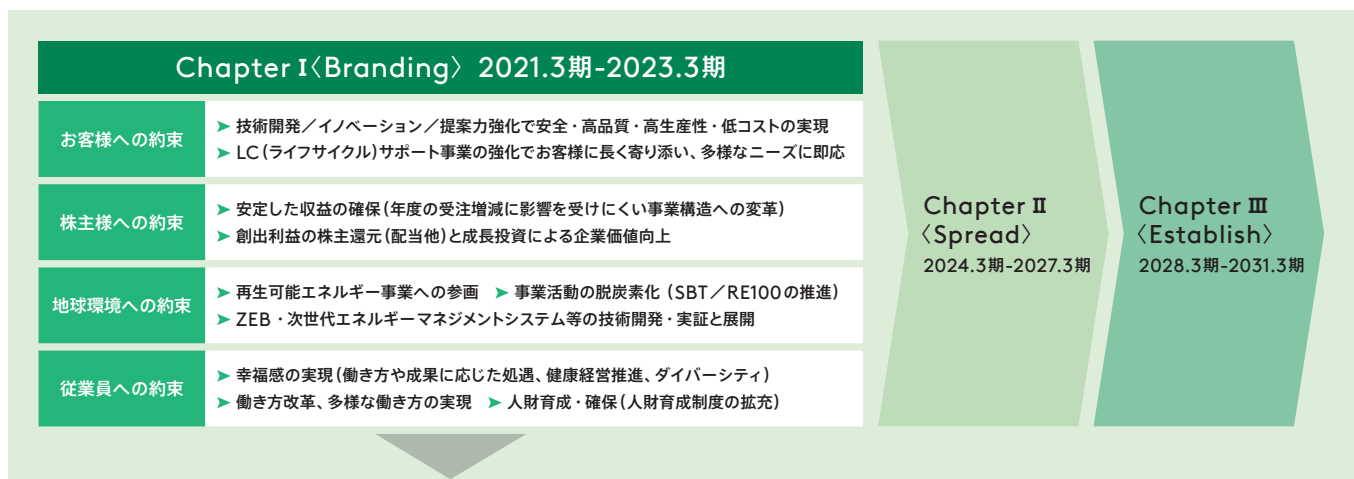 Chapter I〈Branding〉 2021.3期-2023.3期
お客様への約束
➤ 技術開発／イノベーション／提案力強化で安全・高品質・高生産性・低コストの実現
➤ LC(ライフサイクル)サポート事業の強化でお客様に長く寄り添い、多様なニーズに即応
株主様への約束
➤ 安定した収益の確保(年度の受注増減に影響を受けにくい事業構造への変革)
➤ 創出利益の株主還元(配当他)と成長投資による企業価値向上
地球環境への約束
➤ 再生可能エネルギー事業への参画 ➤ 事業活動の脱炭素化 (SBT／RE100の推進)
➤ ZEB・次世代エネルギーマネジメントシステム等の技術開発・実証と展開
従業員への約束
➤ 幸福感の実現(働き方や成果に応じた処遇、健康経営推進、ダイバーシティ)
➤ 働き方改革、多様な働き方の実現 ➤ 人財育成・確保(人財育成制度の拡充)
Chapter Ⅱ
〈Spread〉
2024.3期-2027.3期
Chapter Ⅲ
〈Establish〉
2028.3期-2031.3期